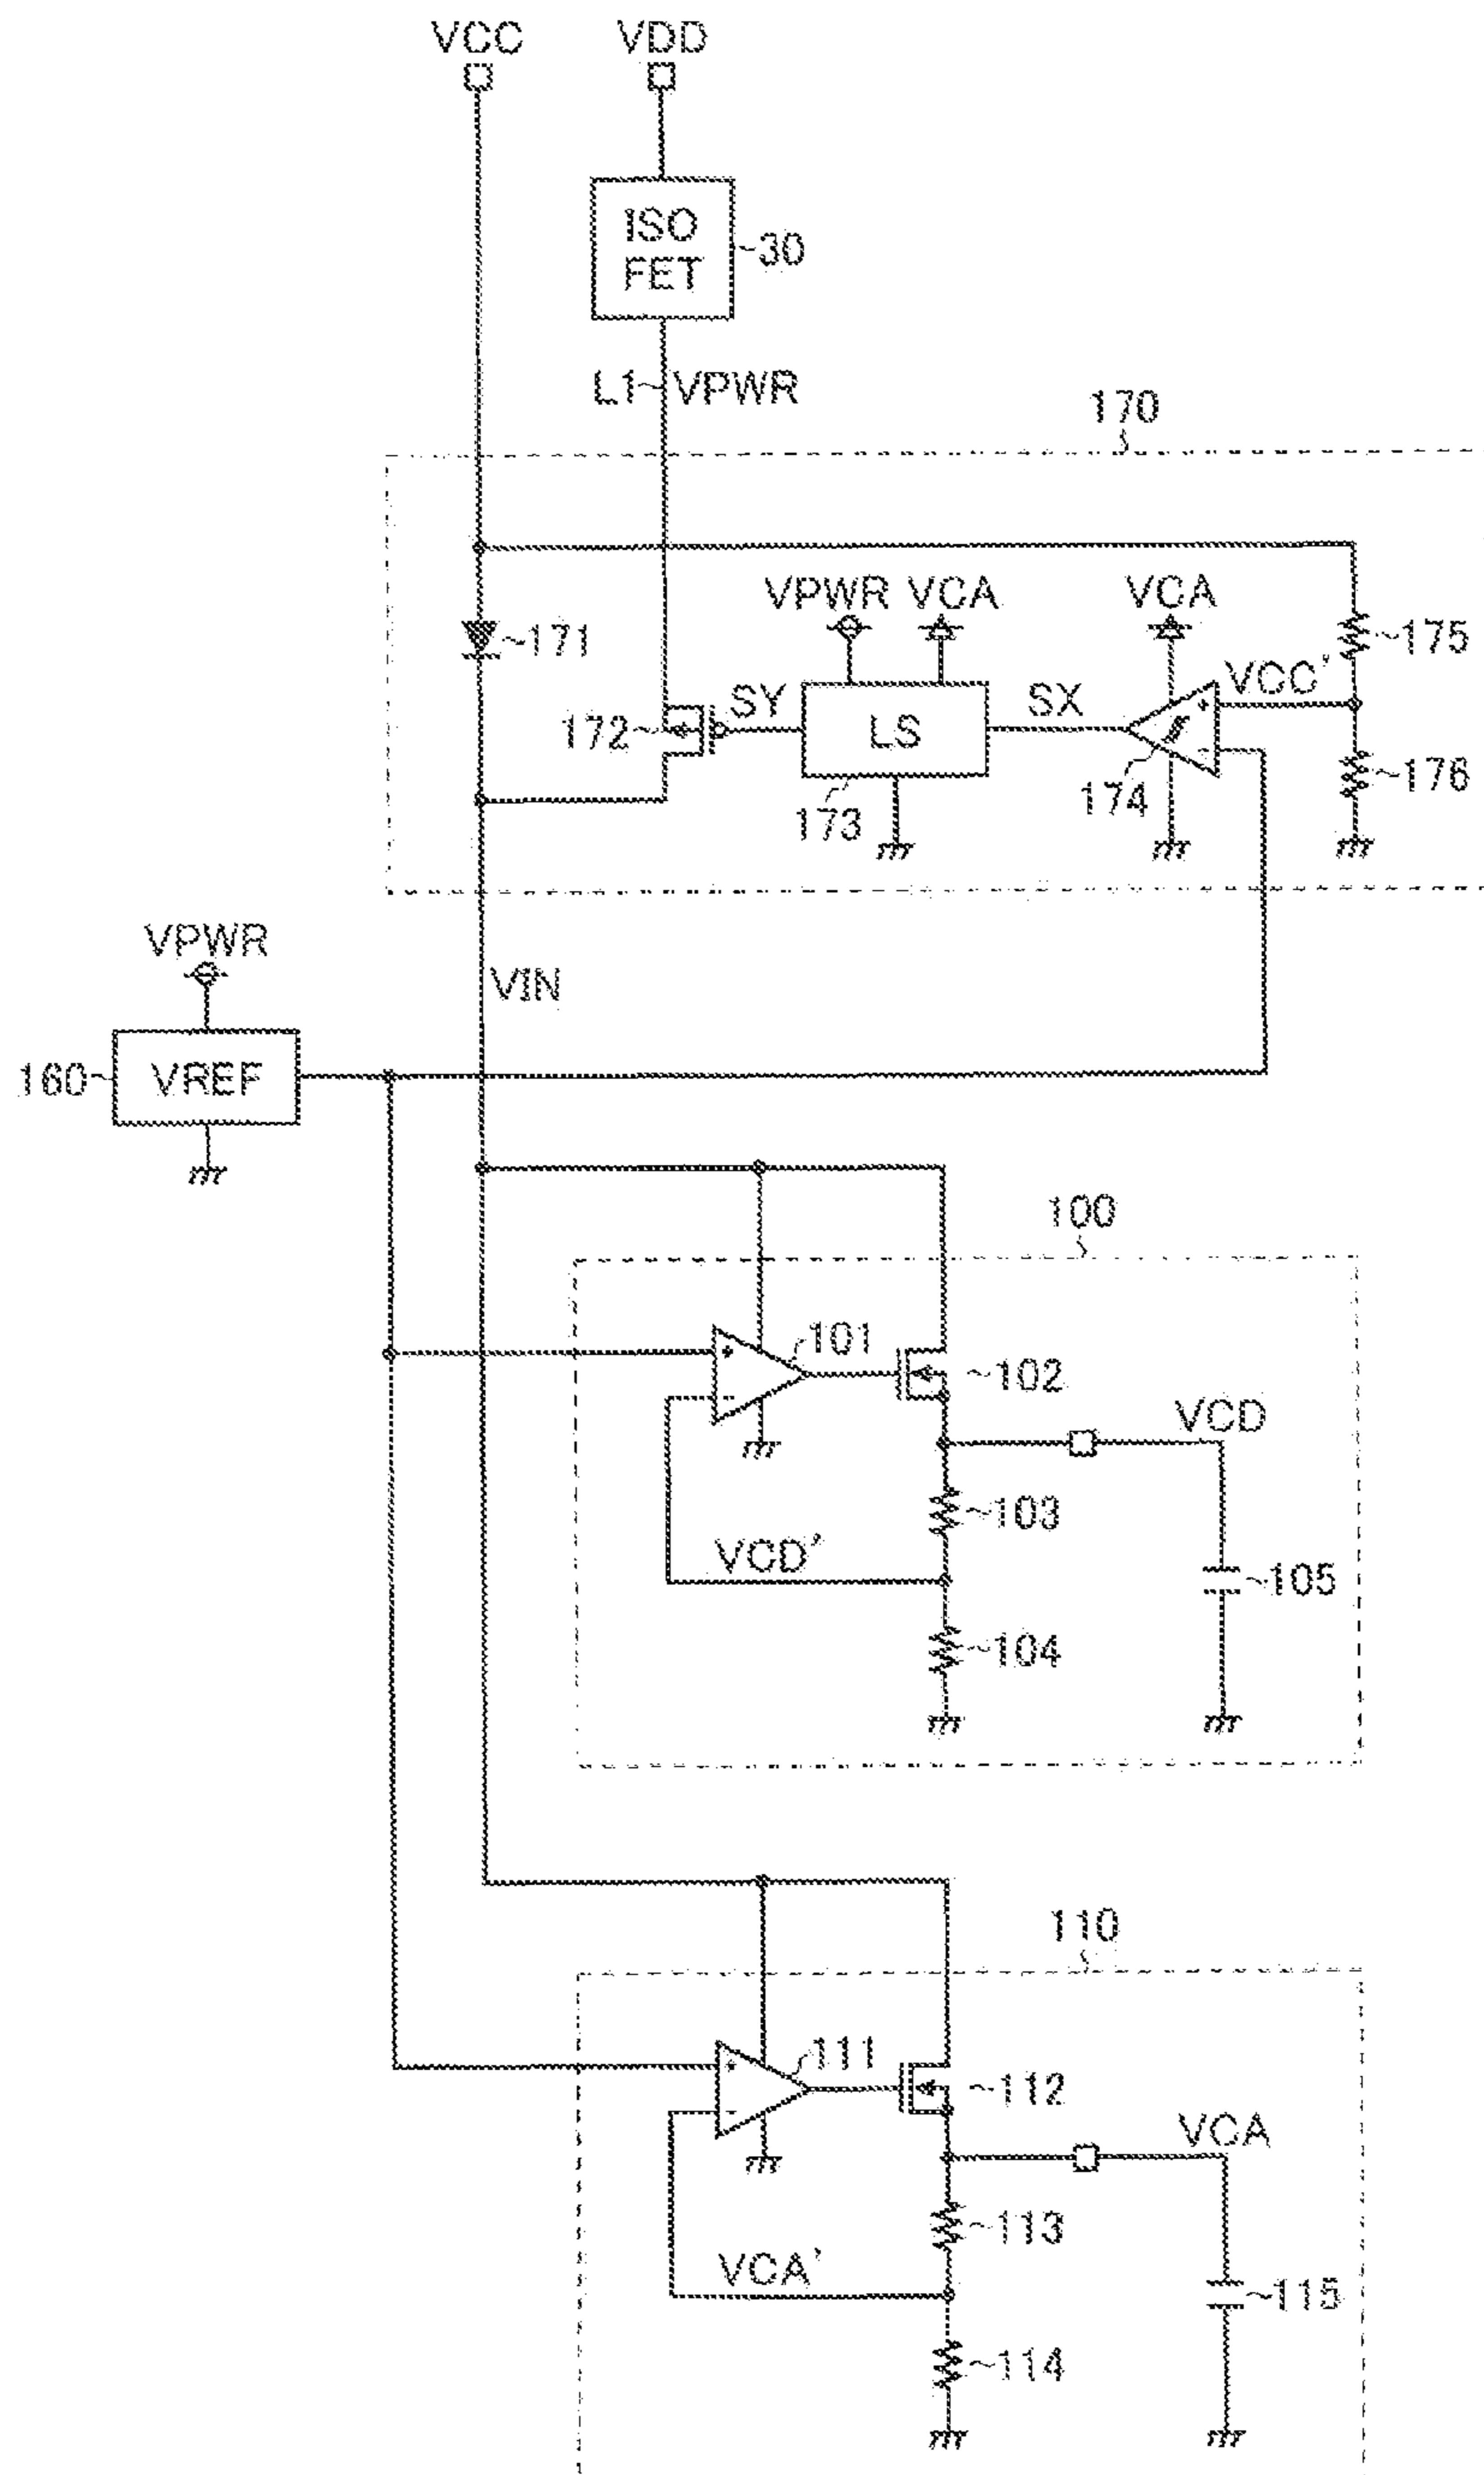 VCC
VDD
ISO
FET
30
L1
VPWR
170
171
VPWR
VCA
VCA
175
VCC'
SY
SX
172
LS
+
-
173
174
176
VPWR
VIN
160
VREF
100
101
+
-
102
VCD
103
VCD'
105
104
110
111
+
-
112
VCA
113
VCA'
115
114